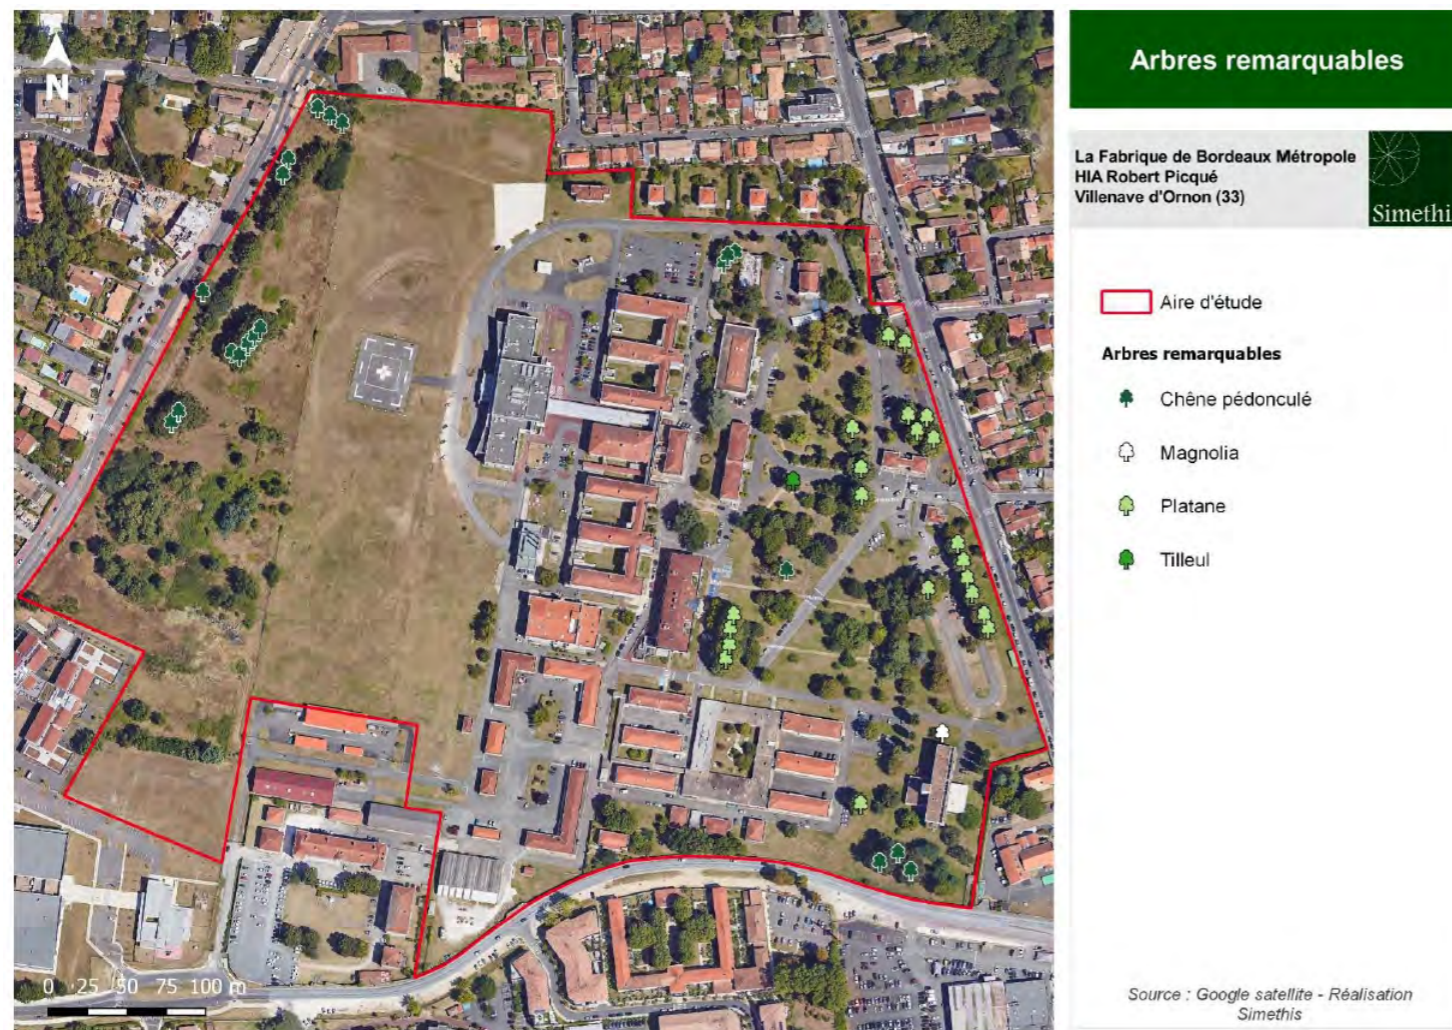 N
Arbres remarquables
La Fabrique de Bordeaux Métropole
HIA Robert Picqué
Villenave d'Ornon (33)
Simethi
Aire d'étude
Arbres remarquables
Chêne pédonculé
Magnolia
Platane
Tilleul
0 25 50 75 100 m
Source : Google satellite - Réalisation
Simethis